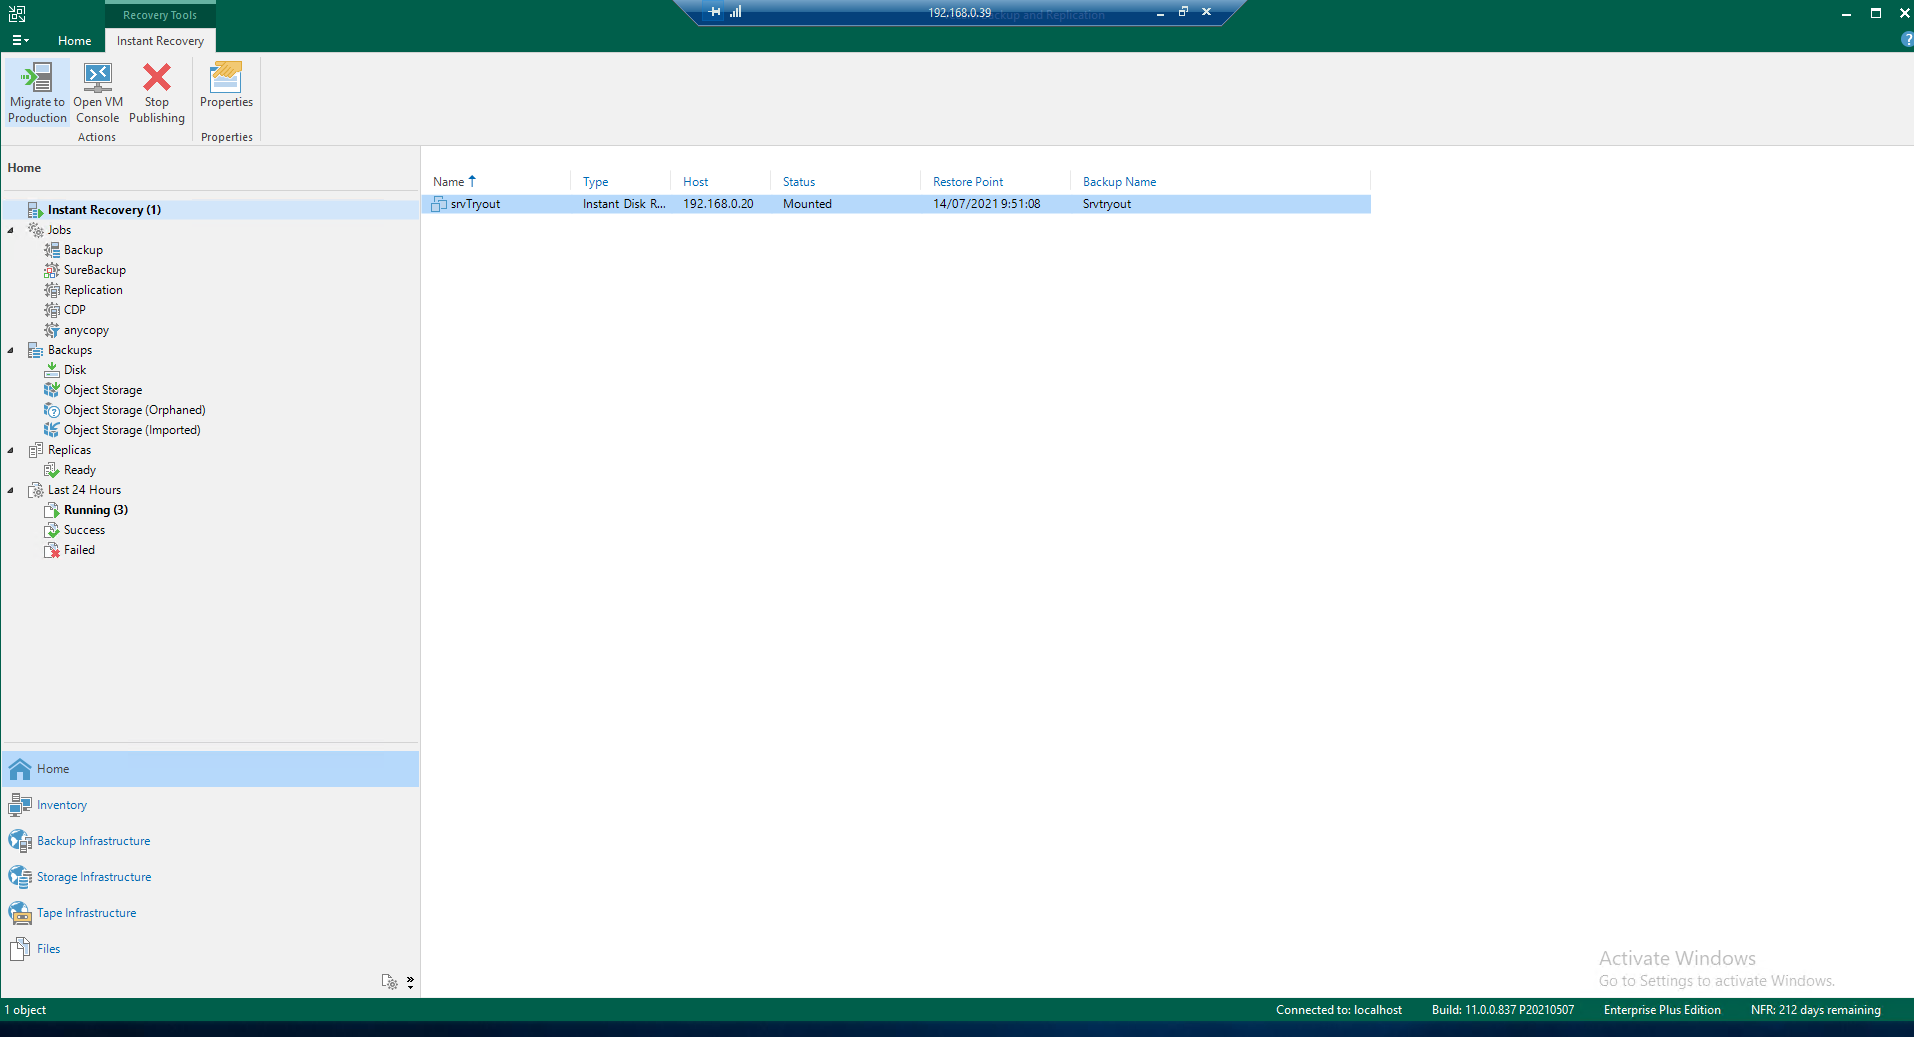 Recovery Tools
192.168.0.39
ckup and Replication
Home
Instant Recovery
Migrate to Production
Open VM Console
Stop Publishing
Properties
Actions
Properties
Home
Name
Type
Host
Status
Restore Point
Backup Name
srvTryout
Instant Disk R...
192.168.0.20
Mounted
14/07/2021 9:51:08
Srvtryout
Instant Recovery (1)
Jobs
Backup
SureBackup
Replication
CDP
anycopy
Backups
Disk
Object Storage
Object Storage (Orphaned)
Object Storage (Imported)
Replicas
Ready
Last 24 Hours
Running (3)
Success
Failed
Home
Inventory
Backup Infrastructure
Storage Infrastructure
Tape Infrastructure
Files
Activate Windows
Go to Settings to activate Windows.
1 object
Connected to: localhost
Build: 11.0.0.837 P20210507
Enterprise Plus Edition
NFR: 212 days remaining